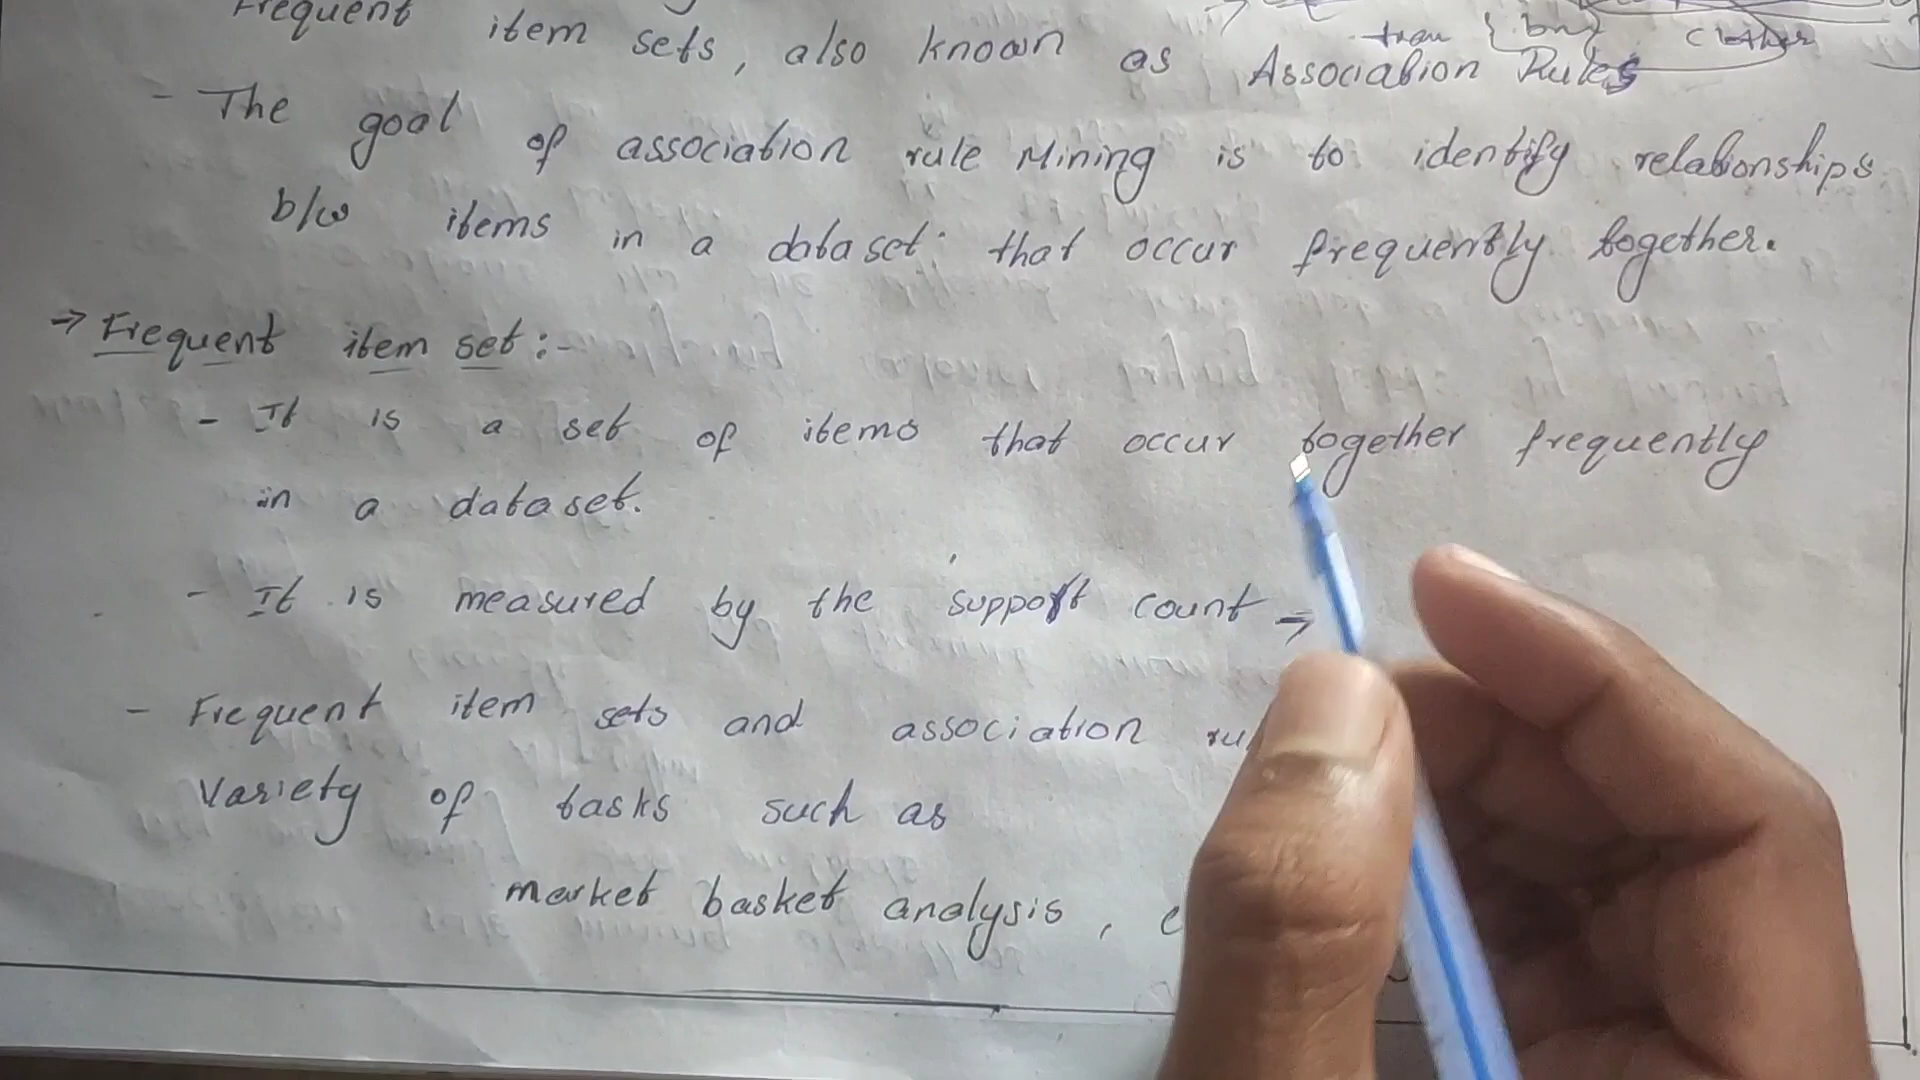 Frequent item sets, also known as Association Rules
{bn}
- The goal of association rule Mining is to identify relationships
b/w items in a dataset that occur frequently together.
→ Frequent item set :-
- It is a set of items that occur together frequently
in a dataset.
- It is measured by the support count →
- Frequent item sets and association
Variety of tasks such as
market basket analysis,